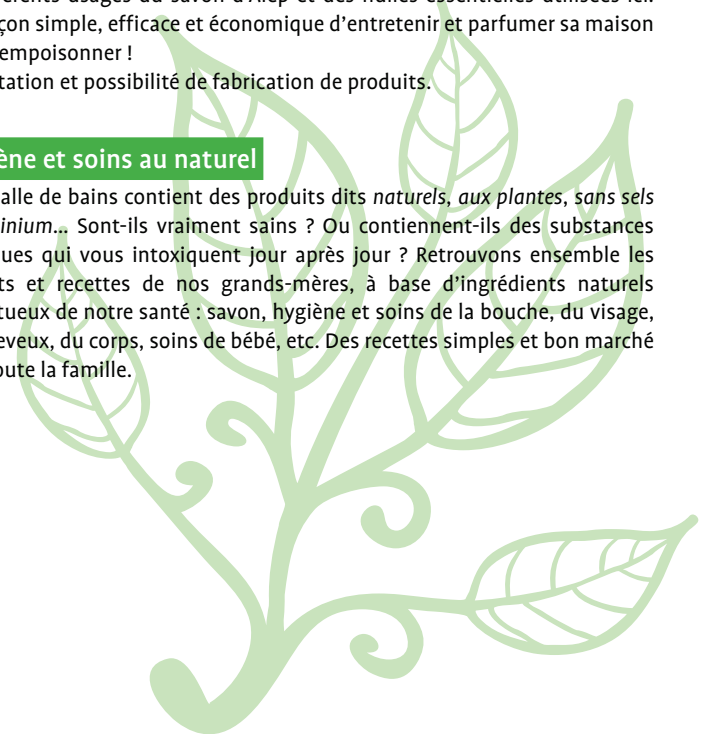 érents usages du savon d'Alep et des huiles essentielles utilisées ici.
çon simple, efficace et économique d'entretenir et parfumer sa maison
empoisonner !
tation et possibilité de fabrication de produits.
ène et soins au naturel
alle de bains contient des produits dits naturels, aux plantes, sans sels
inium... Sont-ils vraiment sains ? Ou contiennent-ils des substances
ues qui vous intoxiquent jour après jour ? Retrouvons ensemble les
ts et recettes de nos grands-mères, à base d'ingrédients naturels
tueux de notre santé : savon, hygiène et soins de la bouche, du visage,
eveux, du corps, soins de bébé, etc. Des recettes simples et bon marché
oute la famille.